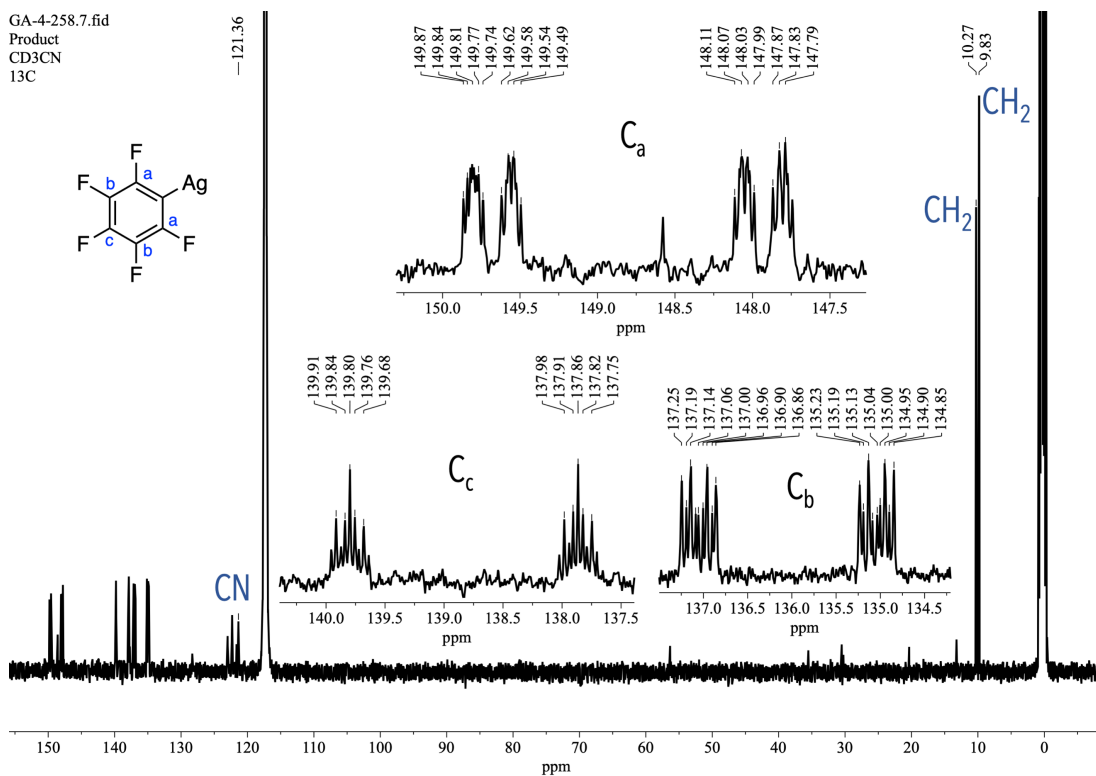 GA-4-258.7.fid
Product
CD3CN
13C
—121.36
149.87
149.84
149.81
149.77
149.74
149.62
149.58
149.54
149.49
148.11
148.07
148.03
147.99
147.87
147.83
147.79
10.27
9.83
CH2
CH2
Ca
F
F
Ag
b
a
a
c
b
F
F
F
150.0 149.5 149.0 148.5 148.0 147.5
ppm
139.91
139.84
139.80
139.76
139.68
137.98
137.91
137.86
137.82
137.75
137.25
137.19
137.14
137.06
137.00
136.96
136.90
136.86
135.23
135.19
135.13
135.04
135.00
134.95
134.90
134.85
Cc
Cb
CN
140.0 139.5 139.0 138.5 138.0 137.5
ppm
137.0 136.5 136.0 135.5 135.0 134.5
ppm
150 140 130 120 110 100 90 80 70 60 50 40 30 20 10 0
ppm